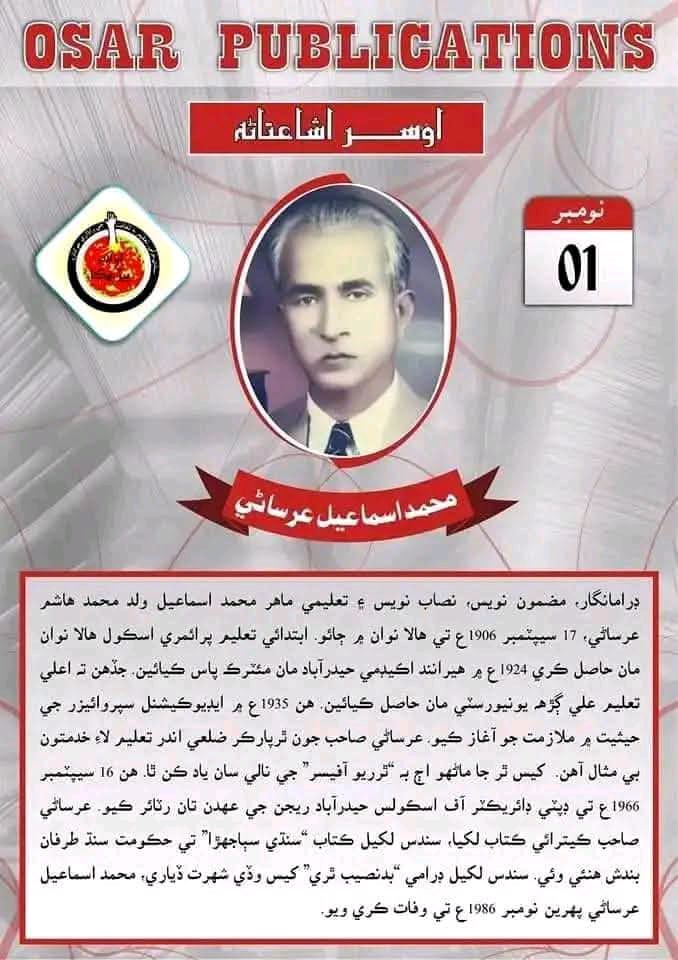 OSAR PUBLICATIONS
اوسر اشاعتاڻه
نومبر
01
محمد اسماعيل عرساڻي
ڊرامانگار، مضمون نويس، نصاب نويس ۽ تعليمي ماهر محمد اسماعيل ولد محمد هاشم
عرساڻي، 17 سيپٽمبر 1906ع تي هالا نوان ۾ ڄائو. ابتدائي تعليم پرائمري اسڪول هالا نوان
مان حاصل ڪري 1924ع ۾ هيرانند اڪيڊمي حيدرآباد مان مئٽرڪ پاس ڪيائين. جڏهن ته اعليٰ
تعليم علي ڳڙھ يونيورسٽي مان حاصل ڪيائين. هن 1935ع ۾ ايڊيوڪيشنل سپروائيزر جي
حيثيت ۾ ملازمت جو آغاز ڪيو. عرساڻي صاحب جون ٿرپارڪر ضلعي اندر تعليم لاءِ خدمتون
بي مثال آهن. کيس ٿر جا ماڻهو اڄ به “ٿرريو آفيسر” جي نالي سان ياد ڪن ٿا. هن 16 سيپٽمبر
1966ع تي ڊپٽي ڊائريڪٽر آف اسڪولس حيدرآباد ريجن جي عهدن تان رٽائر ڪيو. عرساڻي
صاحب ڪيترائي ڪتاب لکيا، سندس لکيل ڪتاب “سنڌي سٻاجهڙا” تي حڪومت سنڌ طرفان
بندش هنئي وئي. سندس لکيل ڊرامي “بدنصيب ٿري” کيس وڏي شهرت ڏياري، محمد اسماعيل
عرساڻي پهرين نومبر 1986ع تي وفات ڪري ويو.